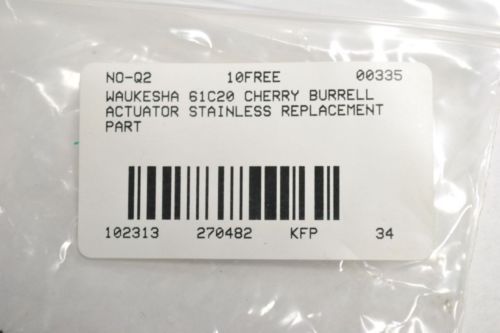 NO-Q2 10FREE 00335
WAUKESHA 61C20 CHERRY BURRELL
ACTUATOR STAINLESS REPLACEMENT
PART
102313 270482 KFP 34